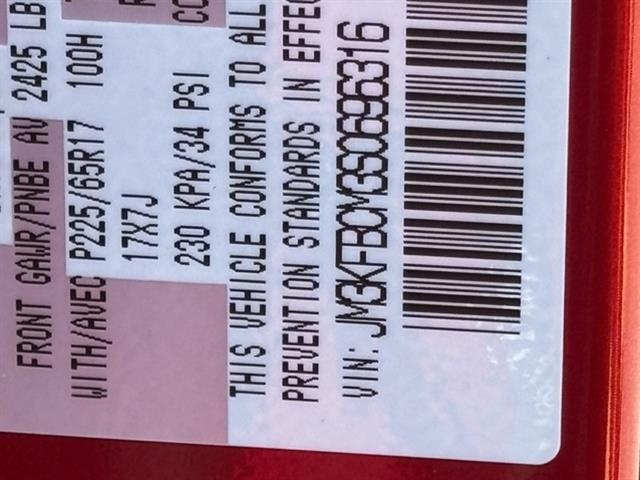 FRONT GAWR/PNBE AV 2425 LB
WITH/AVEC P225/65R17 100H
17X7J R
230 KPA/34 PSI
THIS VEHICLE CONFORMS TO ALL
PREVENTION STANDARDS IN EFFEC
VIN: JM3KFBCM3S0696316